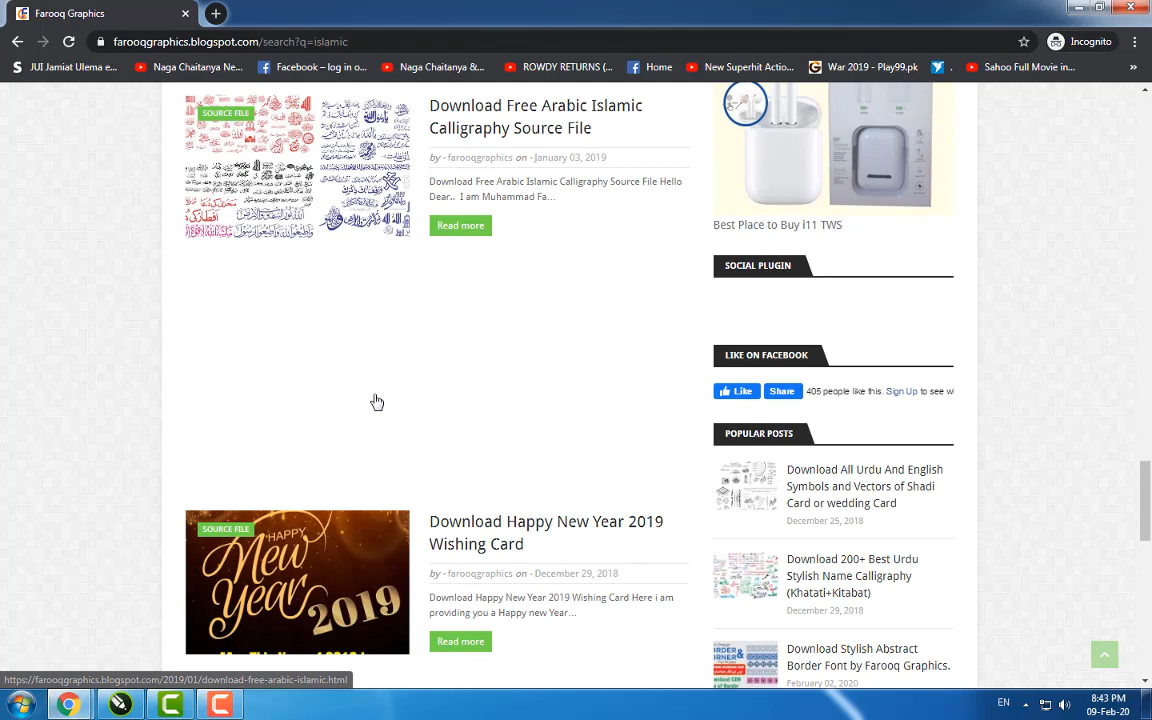 Farooq Graphics
farooqgraphics.blogspot.com/search?q=islamic
Incognito
JUI Jamiat Ulema e...
Naga Chaitanya Ne...
Facebook – log in o...
Naga Chaitanya &...
ROWDY RETURNS (...
Home
New Superhit Actio...
War 2019 - Play99.pk
.
Sahoo Full Movie in...
»
SOURCE FILE
Download Free Arabic Islamic
Calligraphy Source File
by - farooqgraphics on - January 03, 2019
Download Free Arabic Islamic Calligraphy Source File Hello
Dear.. I am Muhammad Fa...
Read more
SOURCE FILE
HAPPY
New
Year
2019
Download Happy New Year 2019
Wishing Card
by - farooqgraphics on - December 29, 2018
Download Happy New Year 2019 Wishing Card Here i am
providing you a Happy new Year...
Read more
Best Place to Buy i11 TWS
SOCIAL PLUGIN
LIKE ON FACEBOOK
Like
Share
405 people like this. Sign Up to see w
POPULAR POSTS
Download All Urdu And English
Symbols and Vectors of Shadi
Card or wedding Card
December 25, 2018
Download 200+ Best Urdu
Stylish Name Calligraphy
(Khatati+Kitabat)
December 29, 2018
Download Stylish Abstract
Border Font by Farooq Graphics.
February 02, 2020
https://farooqgraphics.blogspot.com/2019/01/download-free-arabic-islamic.html
EN
8:43 PM
09-Feb-20